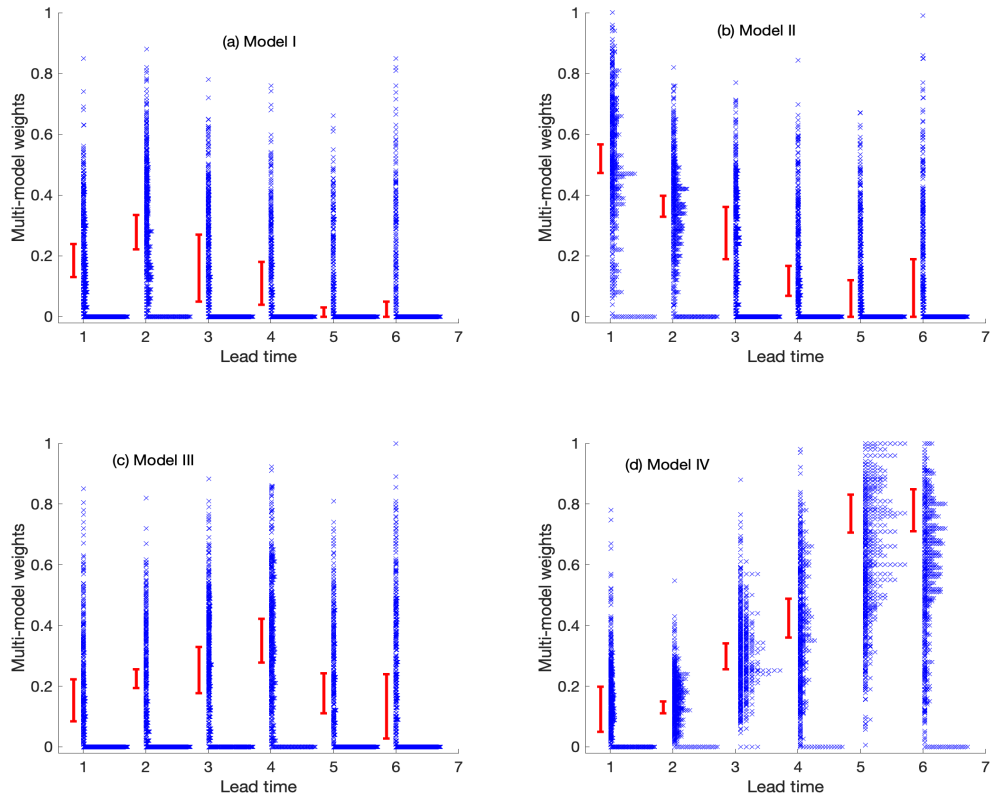 (a) Model I
Multi-model weights
1
0.8
0.6
0.4
0.2
0
1 2 3 4 5 6 7
Lead time
(b) Model II
Multi-model weights
1
0.8
0.6
0.4
0.2
0
1 2 3 4 5 6 7
Lead time
(c) Model III
Multi-model weights
1
0.8
0.6
0.4
0.2
0
1 2 3 4 5 6 7
Lead time
(d) Model IV
Multi-model weights
1
0.8
0.6
0.4
0.2
0
1 2 3 4 5 6 7
Lead time